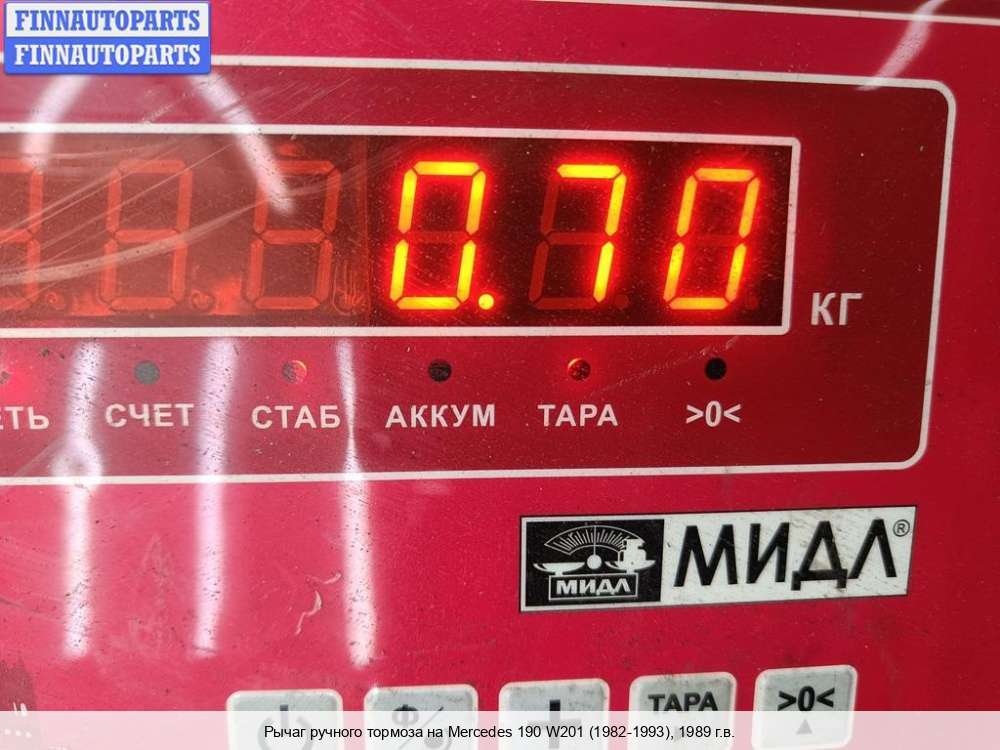 FINNAUTOPARTS
FINNAUTOPARTS
0.70
КГ
ЕТЬ СЧЕТ СТАБ АККУМ ТАРА >0<
МИДЛ МИДЛ®
ТАРА >0<
Рычаг ручного тормоза на Mercedes 190 W201 (1982-1993), 1989 г.в.